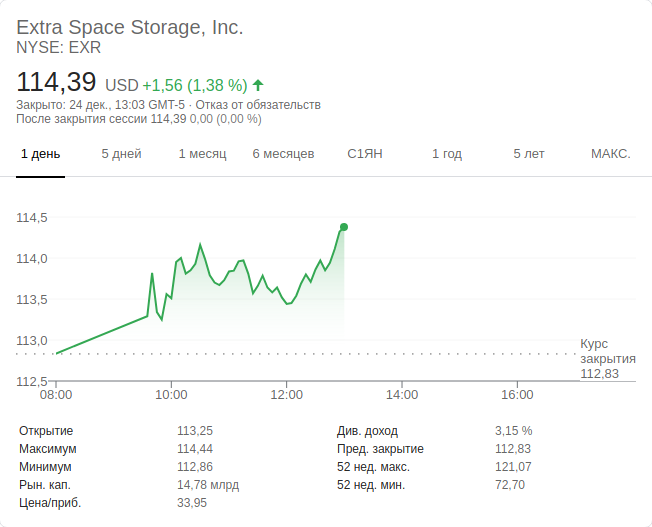 Extra Space Storage, Inc.
NYSE: EXR
114,39 USD +1,56 (1,38 %)
Закрыто: 24 дек., 13:03 GMT-5 · Отказ от обязательств
После закрытия сессии 114,39 0,00 (0,00 %)
1 день 5 дней 1 месяц 6 месяцев С1ЯН 1 год 5 лет МАКС.
114,5
114,0
113,5
113,0
Курс
закрытия
112,83
112,5
08:00 10:00 12:00 14:00 16:00
Открытие 113,25 Див. доход 3,15 %
Максимум 114,44 Пред. закрытие 112,83
Минимум 112,86 52 нед. макс. 121,07
Рын. кап. 14,78 млрд 52 нед. мин. 72,70
Цена/приб. 33,95